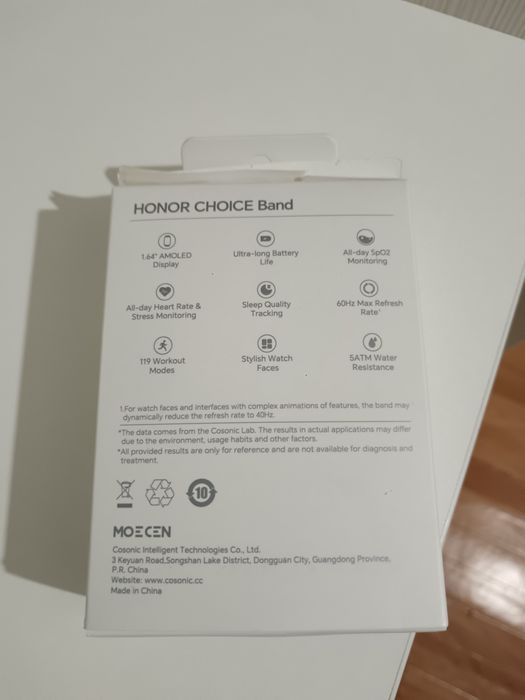 HONOR CHOICE Band
1.64" AMOLED
Display
Ultra-long Battery
Life
All-day SpO2
Monitoring
All-day Heart Rate &
Stress Monitoring
Sleep Quality
Tracking
60Hz Max Refresh
Rate¹
119 Workout
Modes
Stylish Watch
Faces
5ATM Water
Resistance
1.For watch faces and interfaces with complex animations of features, the band may
dynamically reduce the refresh rate to 40Hz.
*The data comes from the Cosonic Lab. The results in actual applications may differ
due to the environment, usage habits and other factors.
*All provided results are only for reference and are not available for diagnosis and
treatment.
10
MOECEN
Cosonic Intelligent Technologies Co., Ltd.
3 Keyuan Road,Songshan Lake District, Dongguan City, Guangdong Province,
P.R. China
Website: www.cosonic.cc
Made in China